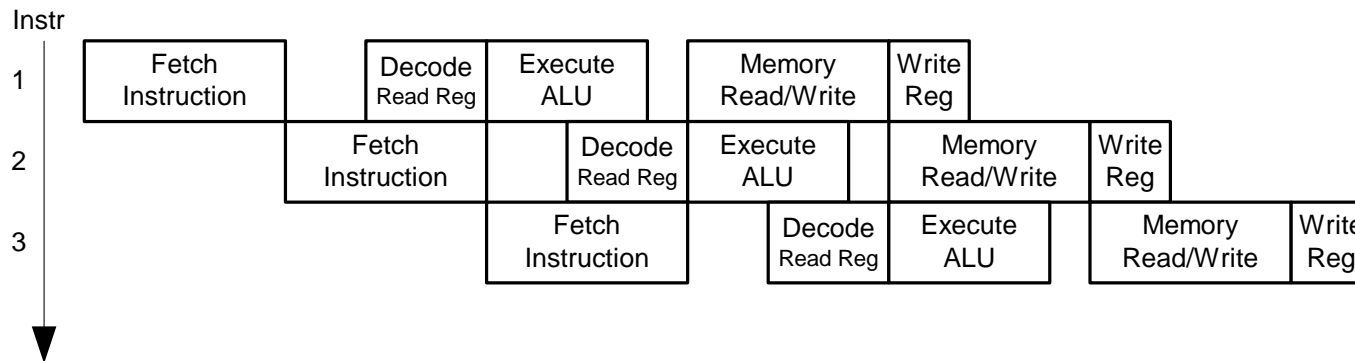 Instr
1
Fetch
Instruction
Decode
Read Reg
Execute
ALU
Memory
Read/Write
Write
Reg
2
Fetch
Instruction
Decode
Read Reg
Execute
ALU
Memory
Read/Write
Write
Reg
3
Fetch
Instruction
Decode
Read Reg
Execute
ALU
Memory
Read/Write
Write
Reg